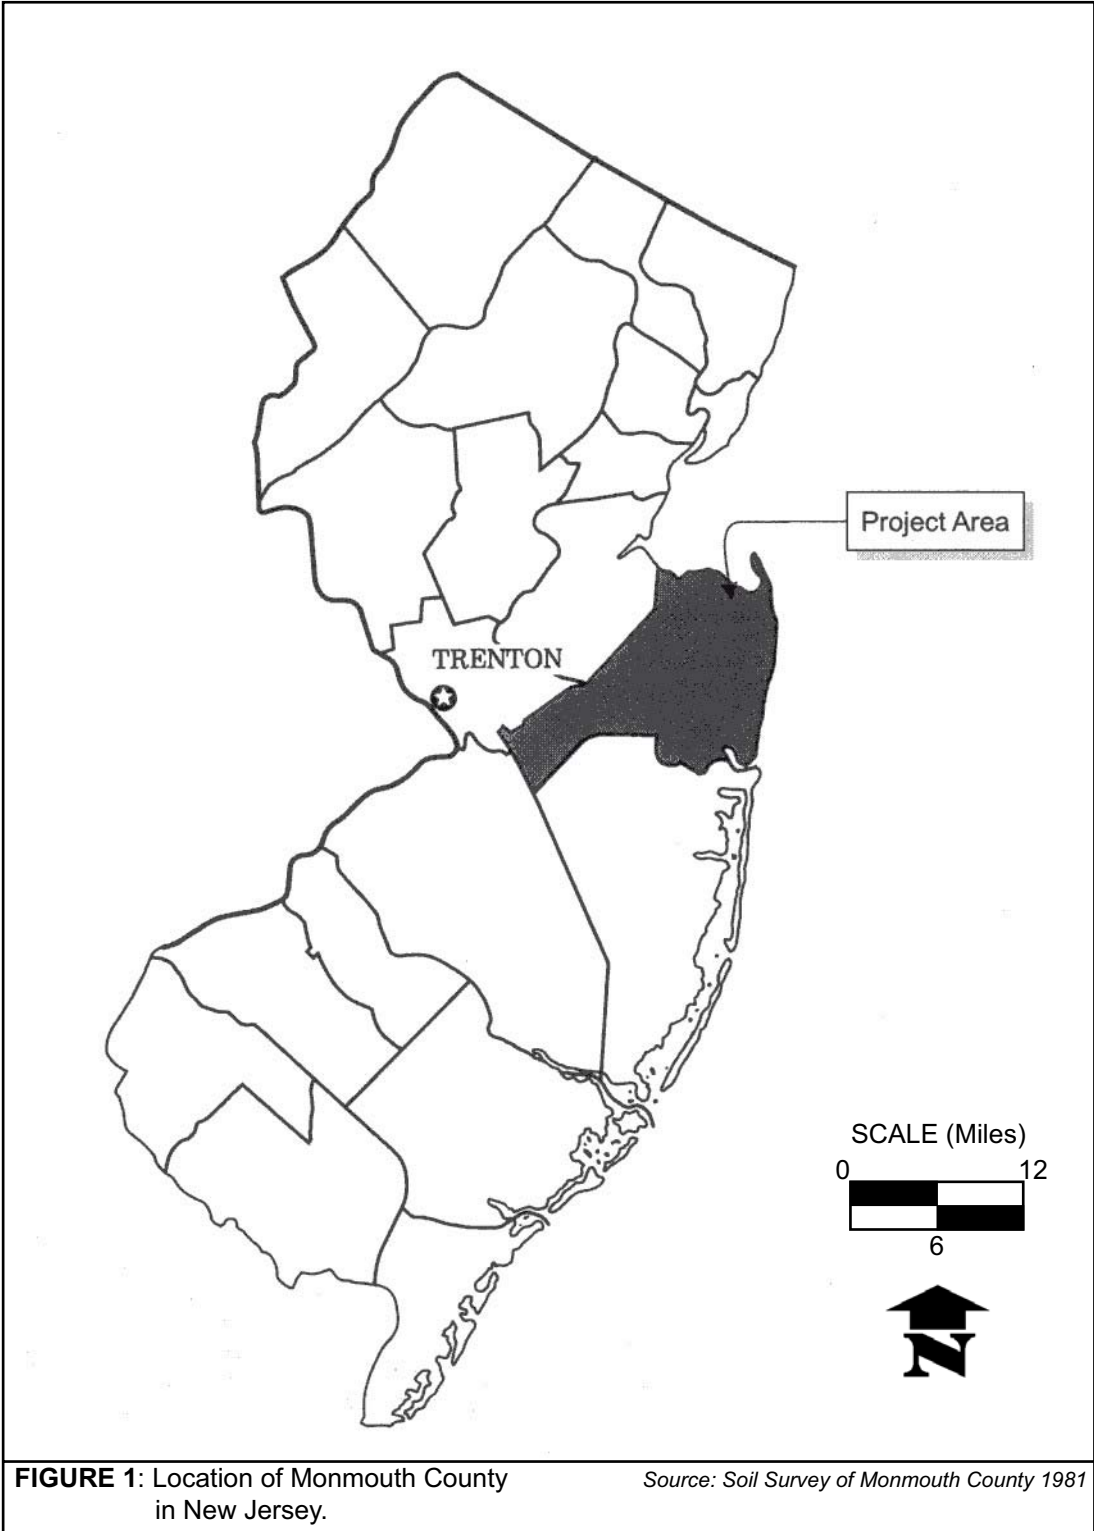 Project Area
TRENTON
SCALE (Miles)
0 12
6
N
FIGURE 1: Location of Monmouth County
in New Jersey.
Source: Soil Survey of Monmouth County 1981